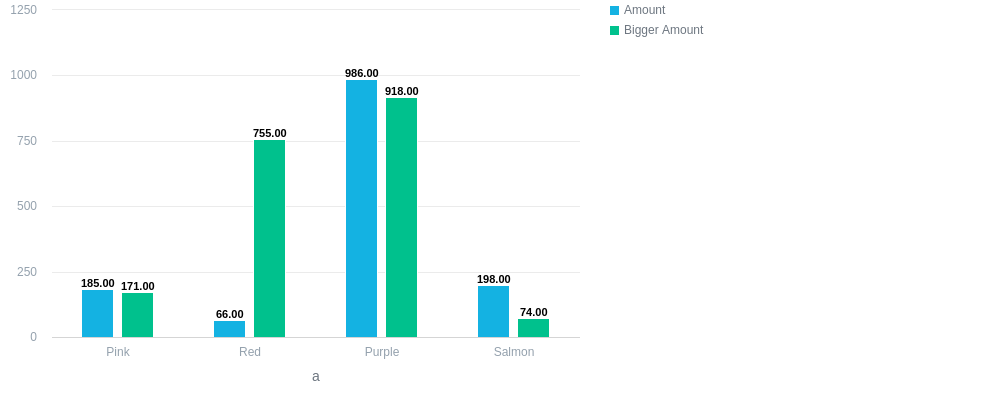 1250
1000
750
500
250
0
185.00
171.00
66.00
755.00
986.00
918.00
198.00
74.00
Pink
Red
Purple
Salmon
a
Amount
Bigger Amount